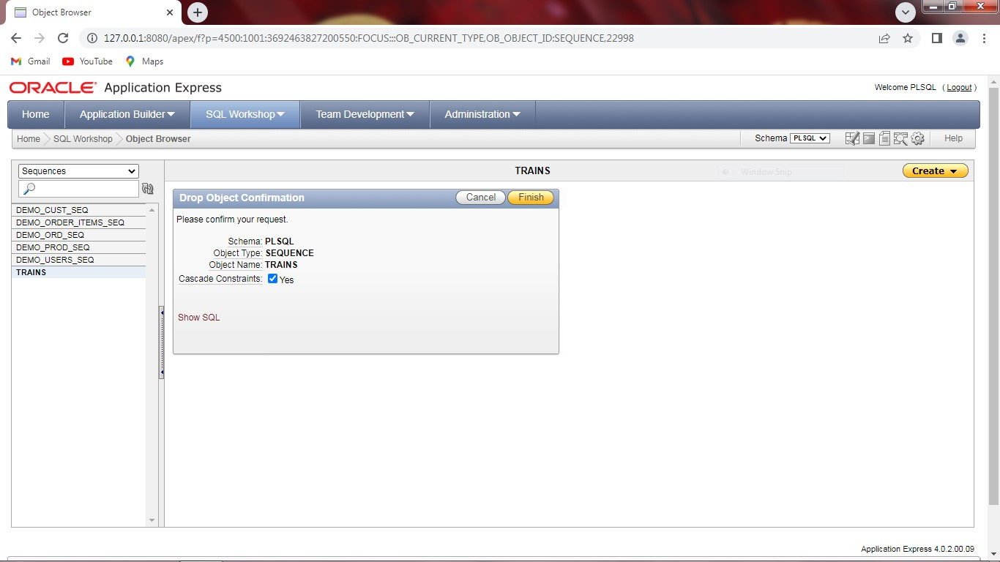 Object Browser
127.0.0.1:8080/apex/f?p=4500:1001:3692463827200550:FOCUS:::OB_CURRENT_TYPE,OB_OBJECT_ID:SEQUENCE,22998
Gmail YouTube Maps
ORACLE Application Express
Welcome PLSQL ( Logout )
Home Application Builder SQL Workshop Team Development Administration
Home SQL Workshop Object Browser Schema PLSQL Help
Sequences
TRAINS
Window Snip
Create
DEMO_CUST_SEQ
DEMO_ORDER_ITEMS_SEQ
DEMO_ORD_SEQ
DEMO_PROD_SEQ
DEMO_USERS_SEQ
TRAINS
Drop Object Confirmation Cancel Finish
Please confirm your request.
Schema: PLSQL
Object Type: SEQUENCE
Object Name: TRAINS
Cascade Constraints: Yes
Show SQL
Application Express 4.0.2.00.09